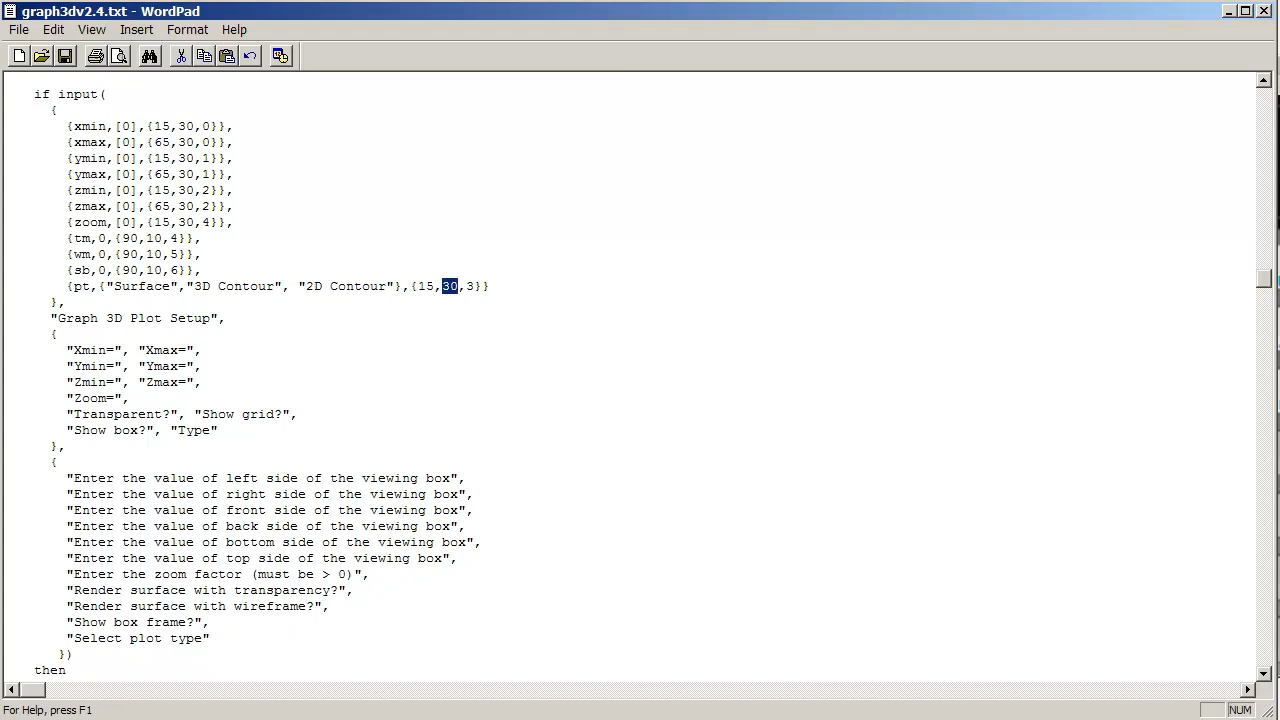 graph3dv2.4.txt - WordPad
File Edit View Insert Format Help
if input(
{
{xmin,[0],{15,30,0}},
{xmax,[0],{65,30,0}},
{ymin,[0],{15,30,1}},
{ymax,[0],{65,30,1}},
{zmin,[0],{15,30,2}},
{zmax,[0],{65,30,2}},
{zoom,[0],{15,30,4}},
{tm,0,{90,10,4}},
{wm,0,{90,10,5}},
{sb,0,{90,10,6}},
{pt,{"Surface","3D Contour", "2D Contour"},{15,30,3}}
},
"Graph 3D Plot Setup",
{
"Xmin=", "Xmax=",
"Ymin=", "Ymax=",
"Zmin=", "Zmax=",
"Zoom=",
"Transparent?", "Show grid?",
"Show box?", "Type"
},
{
"Enter the value of left side of the viewing box",
"Enter the value of right side of the viewing box",
"Enter the value of front side of the viewing box",
"Enter the value of back side of the viewing box",
"Enter the value of bottom side of the viewing box",
"Enter the value of top side of the viewing box",
"Enter the zoom factor (must be > 0)",
"Render surface with transparency?",
"Render surface with wireframe?",
"Show box frame?",
"Select plot type"
})
then
For Help, press F1 NUM